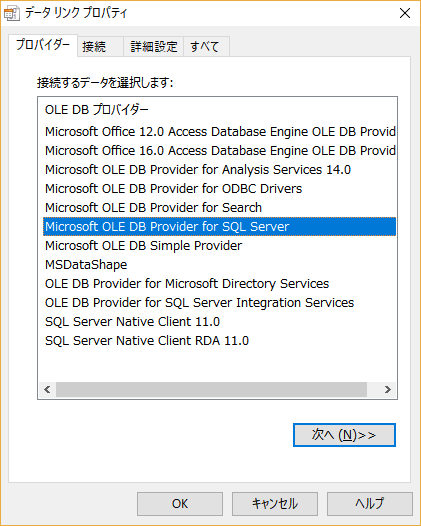 データ リンク プロパティ
プロバイダー 接続 詳細設定 すべて
接続するデータを選択します:
OLE DB プロバイダー
Microsoft Office 12.0 Access Database Engine OLE DB Provid
Microsoft Office 16.0 Access Database Engine OLE DB Provid
Microsoft OLE DB Provider for Analysis Services 14.0
Microsoft OLE DB Provider for ODBC Drivers
Microsoft OLE DB Provider for Search
Microsoft OLE DB Provider for SQL Server
Microsoft OLE DB Simple Provider
MSDataShape
OLE DB Provider for Microsoft Directory Services
OLE DB Provider for SQL Server Integration Services
SQL Server Native Client 11.0
SQL Server Native Client RDA 11.0
次へ (N)>>
OK キャンセル ヘルプ